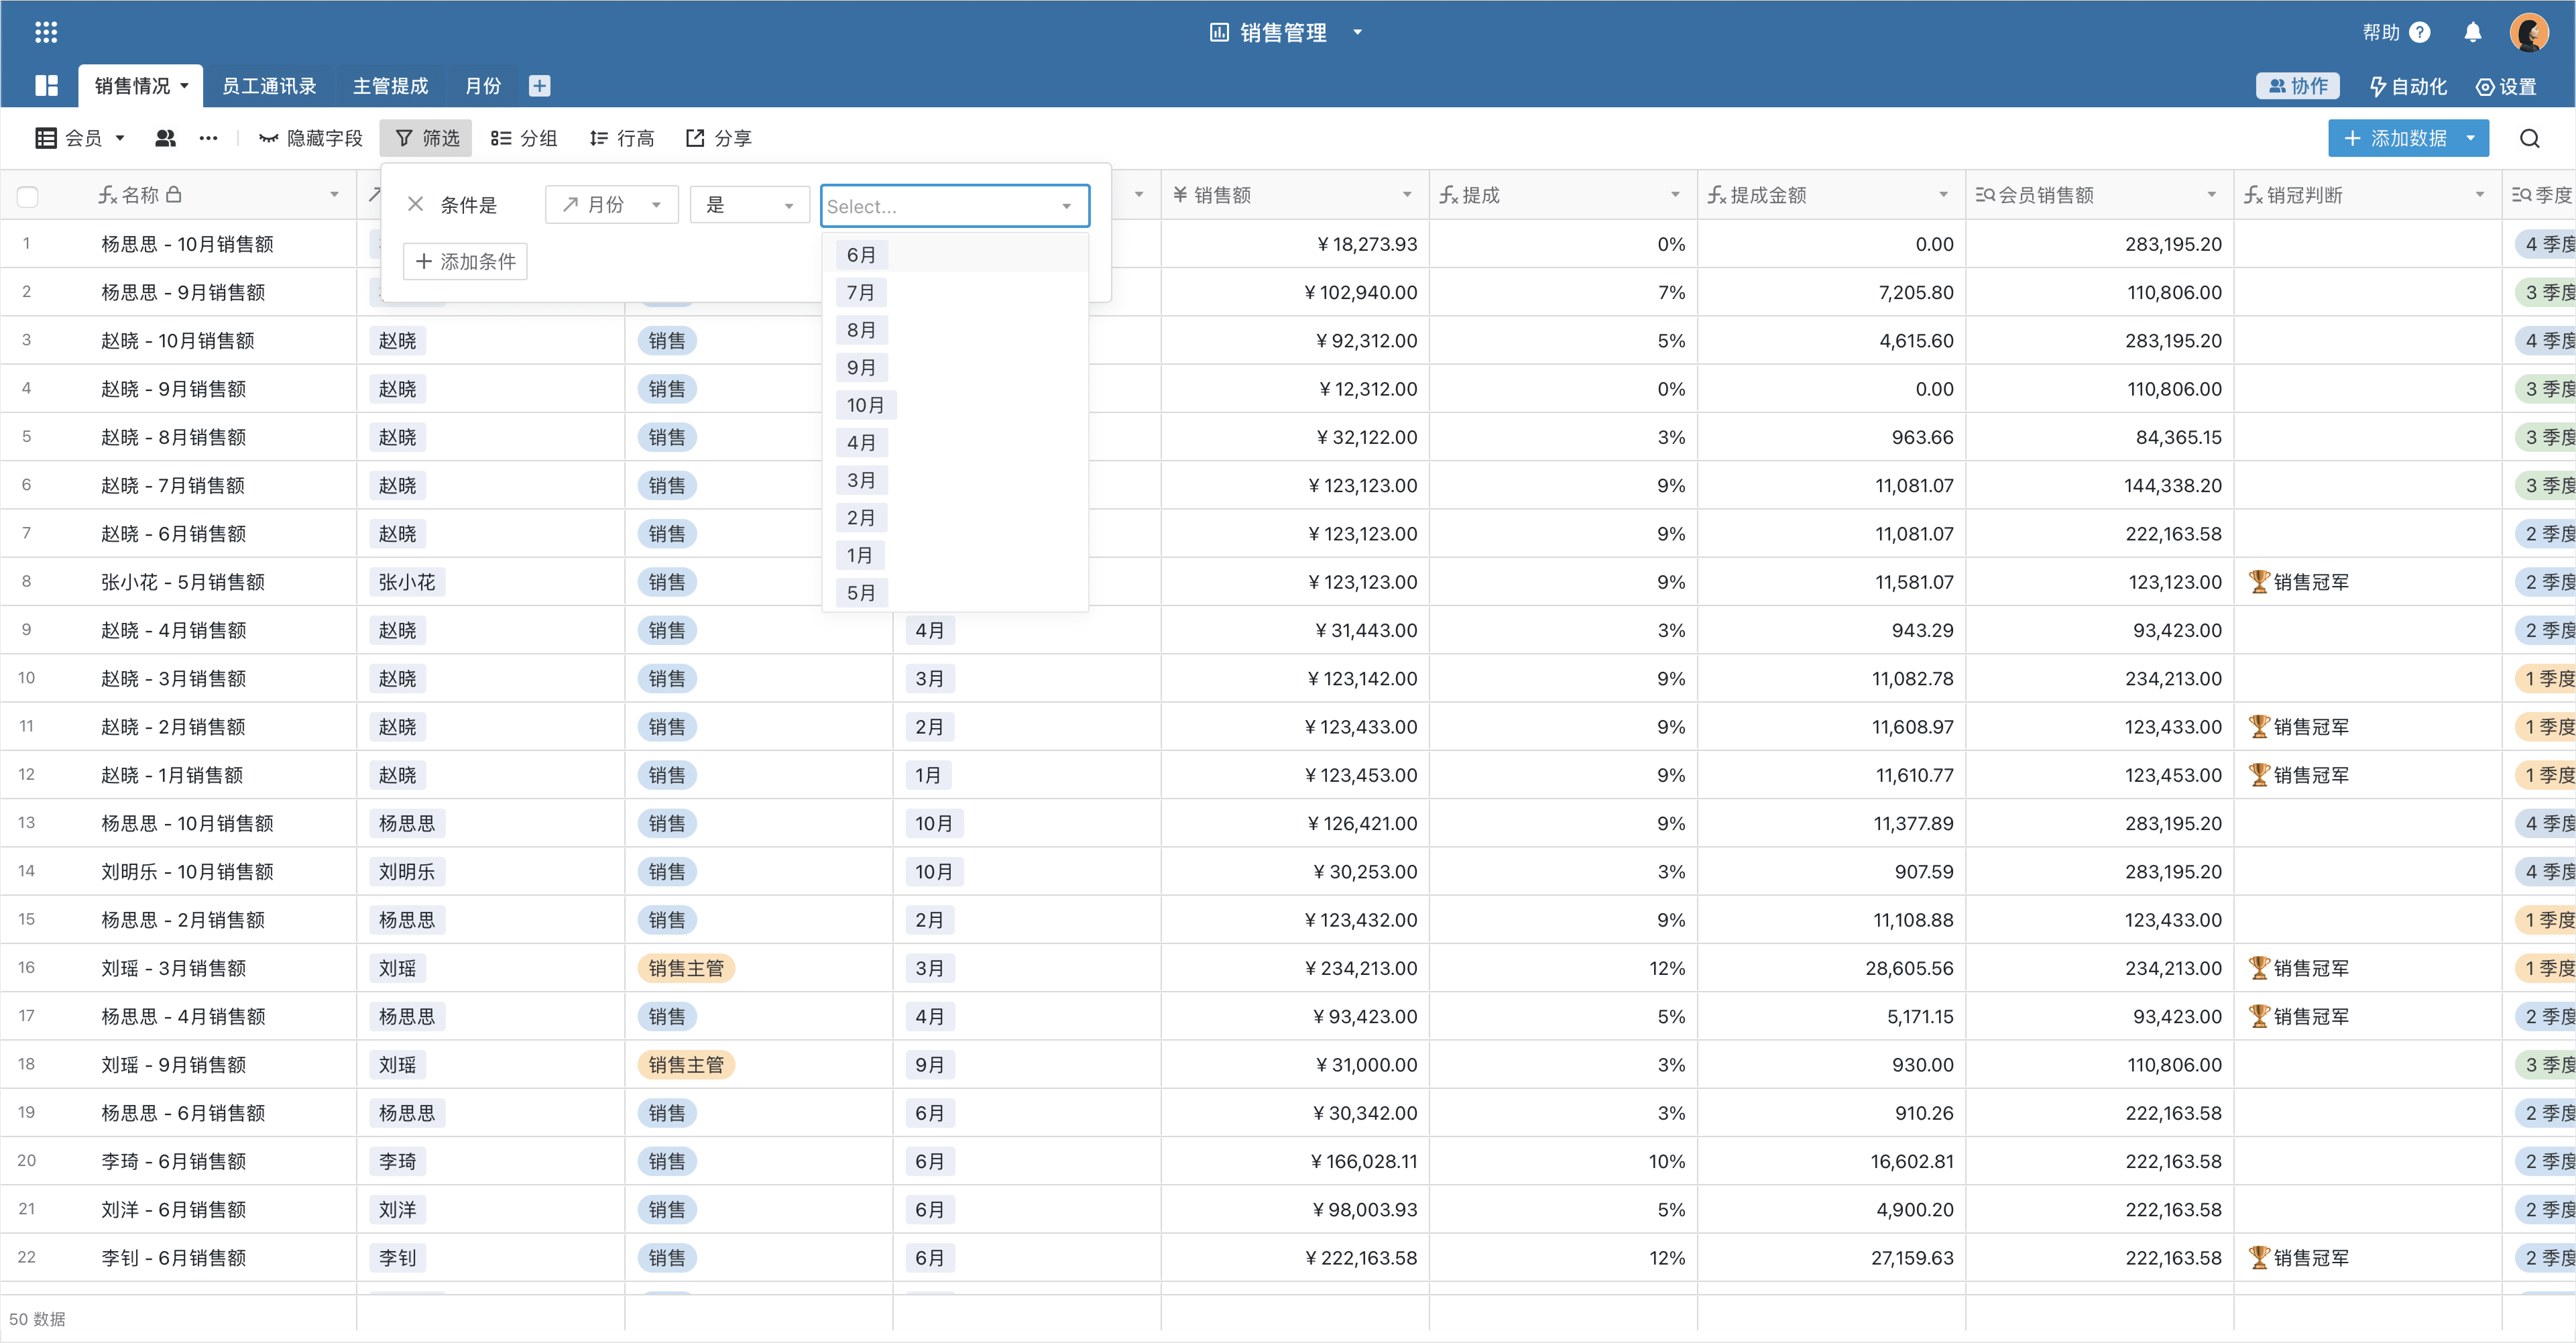 销售管理
帮助
销售情况 员工通讯录 主管提成 月份 协作 自动化 设置
会员 隐藏字段 筛选 分组 行高 分享 添加数据
名称 ¥ 销售额 提成 提成金额 会员销售额 销冠判断 季度
条件是 月份 是 Select...
添加条件
6月
7月
8月
9月
10月
4月
3月
2月
1月
5月
1 杨思思 - 10月销售额 ¥ 18,273.93 0% 0.00 283,195.20 4 季度
2 杨思思 - 9月销售额 ¥ 102,940.00 7% 7,205.80 110,806.00 3 季度
3 赵晓 - 10月销售额 赵晓 销售 ¥ 92,312.00 5% 4,615.60 283,195.20 4 季度
4 赵晓 - 9月销售额 赵晓 销售 ¥ 12,312.00 0% 0.00 110,806.00 3 季度
5 赵晓 - 8月销售额 赵晓 销售 ¥ 32,122.00 3% 963.66 84,365.15 3 季度
6 赵晓 - 7月销售额 赵晓 销售 ¥ 123,123.00 9% 11,081.07 144,338.20 3 季度
7 赵晓 - 6月销售额 赵晓 销售 ¥ 123,123.00 9% 11,081.07 222,163.58 2 季度
8 张小花 - 5月销售额 张小花 销售 ¥ 123,123.00 9% 11,581.07 123,123.00 🏆销售冠军 2 季度
9 赵晓 - 4月销售额 赵晓 销售 4月 ¥ 31,443.00 3% 943.29 93,423.00 2 季度
10 赵晓 - 3月销售额 赵晓 销售 3月 ¥ 123,142.00 9% 11,082.78 234,213.00 1 季度
11 赵晓 - 2月销售额 赵晓 销售 2月 ¥ 123,433.00 9% 11,608.97 123,433.00 🏆销售冠军 1 季度
12 赵晓 - 1月销售额 赵晓 销售 1月 ¥ 123,453.00 9% 11,610.77 123,453.00 🏆销售冠军 1 季度
13 杨思思 - 10月销售额 杨思思 销售 10月 ¥ 126,421.00 9% 11,377.89 283,195.20 4 季度
14 刘明乐 - 10月销售额 刘明乐 销售 10月 ¥ 30,253.00 3% 907.59 283,195.20 4 季度
15 杨思思 - 2月销售额 杨思思 销售 2月 ¥ 123,432.00 9% 11,108.88 123,433.00 1 季度
16 刘瑶 - 3月销售额 刘瑶 销售主管 3月 ¥ 234,213.00 12% 28,605.56 234,213.00 🏆销售冠军 1 季度
17 杨思思 - 4月销售额 杨思思 销售 4月 ¥ 93,423.00 5% 5,171.15 93,423.00 🏆销售冠军 2 季度
18 刘瑶 - 9月销售额 刘瑶 销售主管 9月 ¥ 31,000.00 3% 930.00 110,806.00 3 季度
19 杨思思 - 6月销售额 杨思思 销售 6月 ¥ 30,342.00 3% 910.26 222,163.58 2 季度
20 李琦 - 6月销售额 李琦 销售 6月 ¥ 166,028.11 10% 16,602.81 222,163.58 2 季度
21 刘洋 - 6月销售额 刘洋 销售 6月 ¥ 98,003.93 5% 4,900.20 222,163.58 2 季度
22 李钊 - 6月销售额 李钊 销售 6月 ¥ 222,163.58 12% 27,159.63 222,163.58 🏆销售冠军 2 季度
50 数据